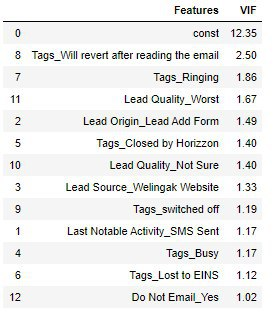 Features VIF
0 const 12.35
8 Tags_Will revert after reading the email 2.50
7 Tags_Ringing 1.86
11 Lead Quality_Worst 1.67
2 Lead Origin_Lead Add Form 1.49
5 Tags_Closed by Horizzon 1.40
10 Lead Quality_Not Sure 1.40
3 Lead Source_Welingak Website 1.33
9 Tags_switched off 1.19
1 Last Notable Activity_SMS Sent 1.17
4 Tags_Busy 1.17
6 Tags_Lost to EINS 1.12
12 Do Not Email_Yes 1.02